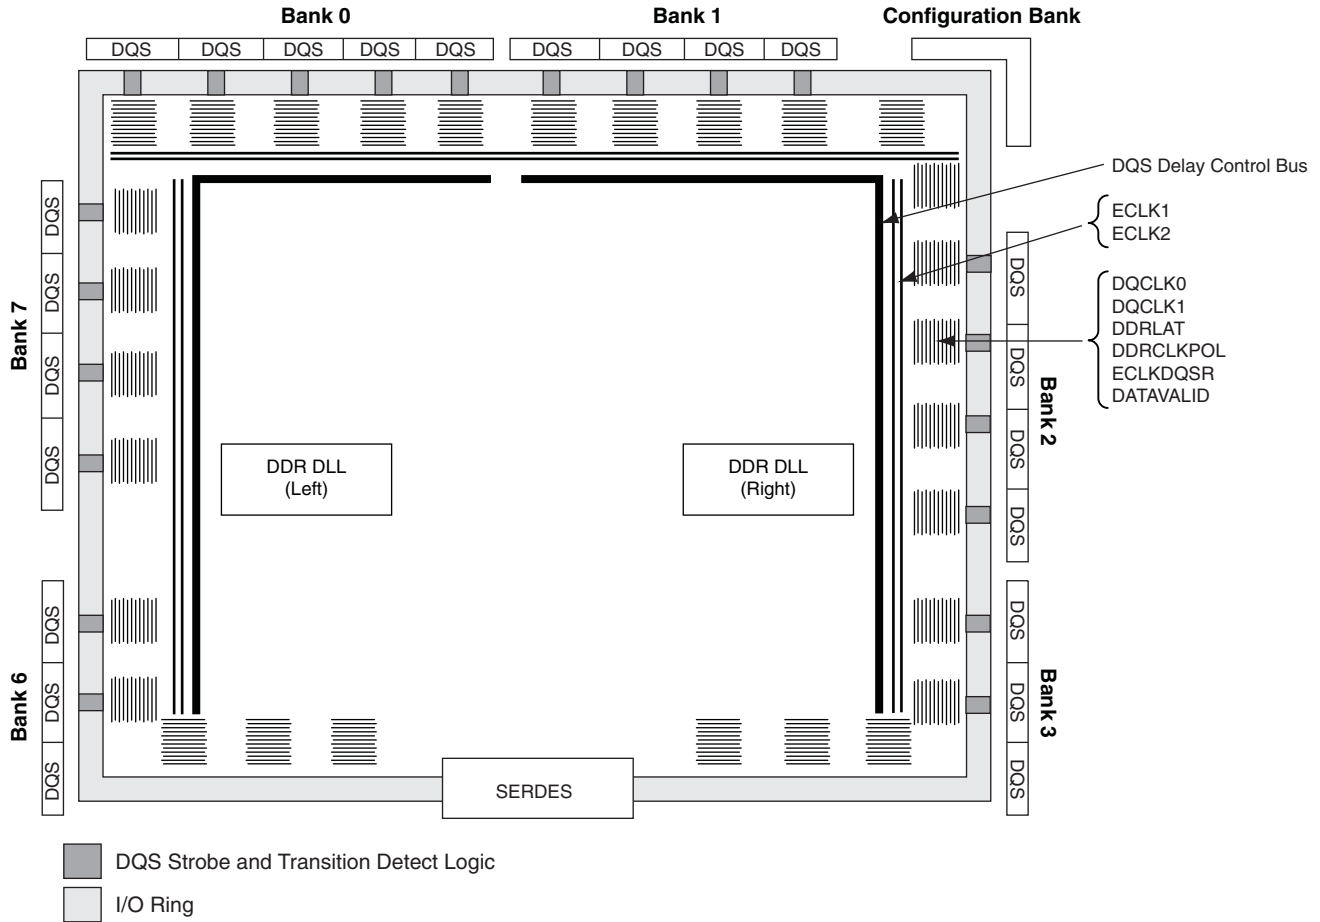 Bank 0
Bank 1
Configuration Bank
DQS DQS DQS DQS DQS
DQS DQS DQS DQS
DQS Delay Control Bus
ECLK1
ECLK2
DQCLK0
DQCLK1
DDRLAT
DDRCLKPOL
ECLKDQSR
DATAVALID
Bank 7
DQS
DQS
DQS
DQS
Bank 6
DQS
DQS
DQS
DDR DLL
(Left)
DDR DLL
(Right)
DQS
DQS
DQS
DQS
Bank 2
DQS
DQS
DQS
Bank 3
SERDES
DQS Strobe and Transition Detect Logic
I/O Ring